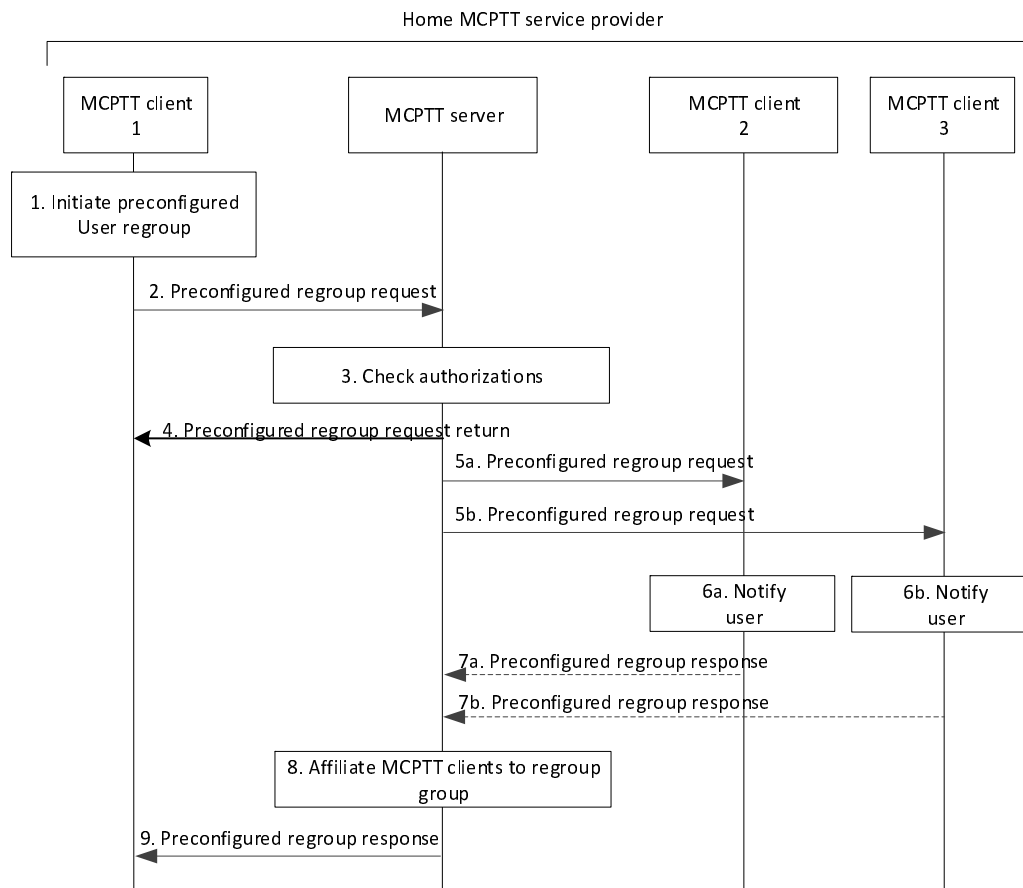 Home MCPTT service provider
MCPTT client
1
MCPTT server
MCPTT client
2
MCPTT client
3
1. Initiate preconfigured
User regroup
2. Preconfigured regroup request
3. Check authorizations
4. Preconfigured regroup request return
5a. Preconfigured regroup request
5b. Preconfigured regroup request
6a. Notify
user
6b. Notify
user
7a. Preconfigured regroup response
7b. Preconfigured regroup response
8. Affiliate MCPTT clients to regroup
group
9. Preconfigured regroup response